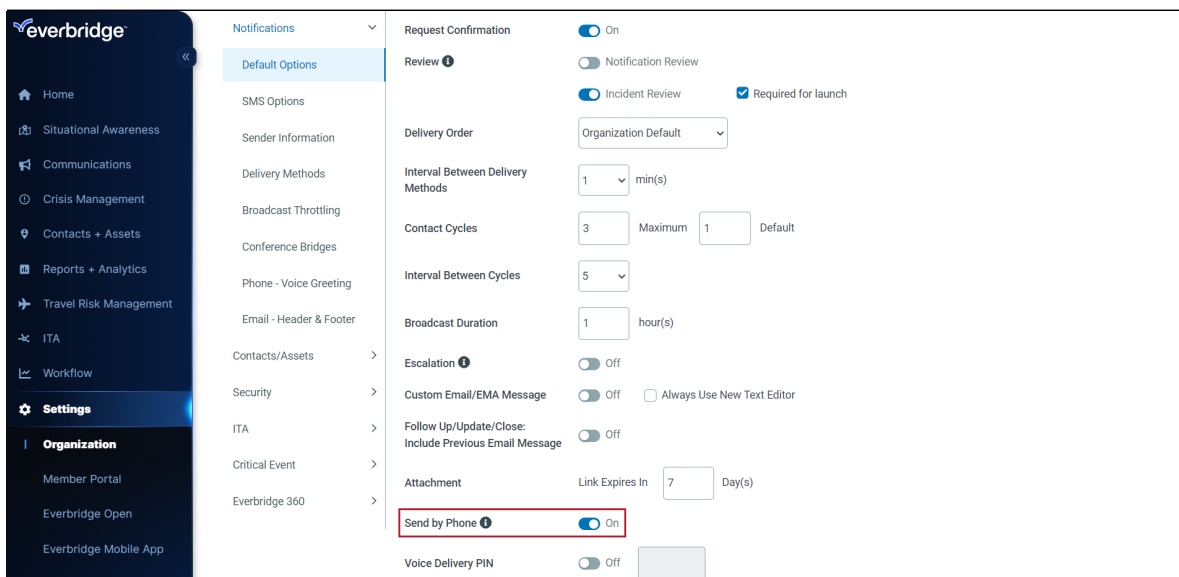 everbridge
«
Home
Situational Awareness
Communications
Crisis Management
Contacts + Assets
Reports + Analytics
Travel Risk Management
ITA
Workflow
Settings
Organization
Member Portal
Everbridge Open
Everbridge Mobile App
Notifications
Default Options
SMS Options
Sender Information
Delivery Methods
Broadcast Throttling
Conference Bridges
Phone - Voice Greeting
Email - Header & Footer
Contacts/Assets
Security
ITA
Critical Event
Everbridge 360
Request Confirmation On
Review Notification Review
Incident Review Required for launch
Delivery Order Organization Default
Interval Between Delivery
Methods
1 min(s)
Contact Cycles 3 Maximum 1 Default
Interval Between Cycles 5
Broadcast Duration 1 hour(s)
Escalation Off
Custom Email/EMA Message Off Always Use New Text Editor
Follow Up/Update/Close:
Include Previous Email Message
Off
Attachment Link Expires In 7 Day(s)
Send by Phone On
Voice Delivery PIN Off